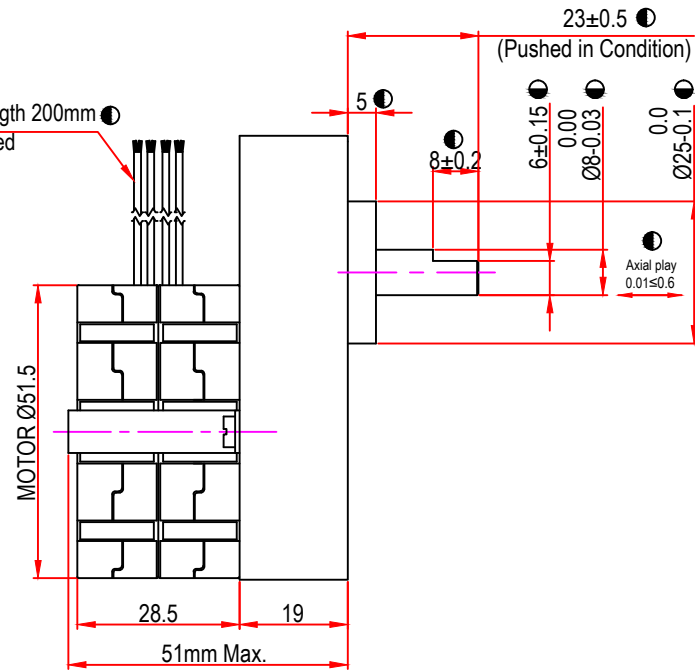 23±0.5
(Pushed in Condition)
200mm
5
8±0.2
6±0.15
0.00
Ø8-0.03
0.0
Ø25-0.1
Axial play
0.01≤0.6
MOTOR Ø51.5
28.5
19
51mm Max.